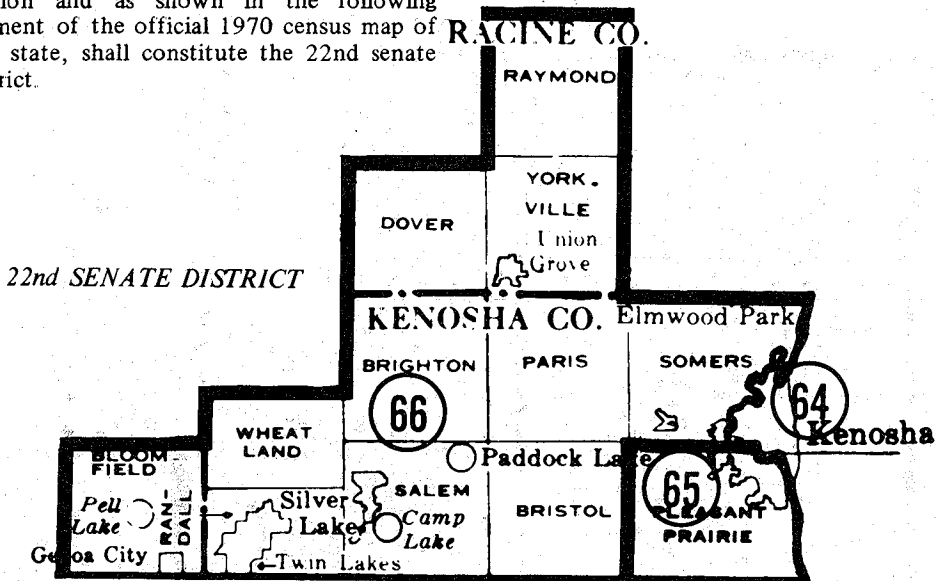 ion and as shown in the following
ment of the official 1970 census map of
state, shall constitute the 22nd senate
rict.
RACINE CO.
RAYMOND
YORK.
VILLE
DOVER
Union
Grove
22nd SENATE DISTRICT
KENOSHA CO.
Elmwood Park
BRIGHTON
PARIS
SOMERS
66
64
Kenosha
WHEAT
LAND
BLOOM
FIELD
Paddock Lake
65
Pell
Lake
RAN-
DALL
Silver
Lake
SALEM
Camp
Lake
BRISTOL
PLEASANT
PRAIRIE
Genoa City
Twin Lakes